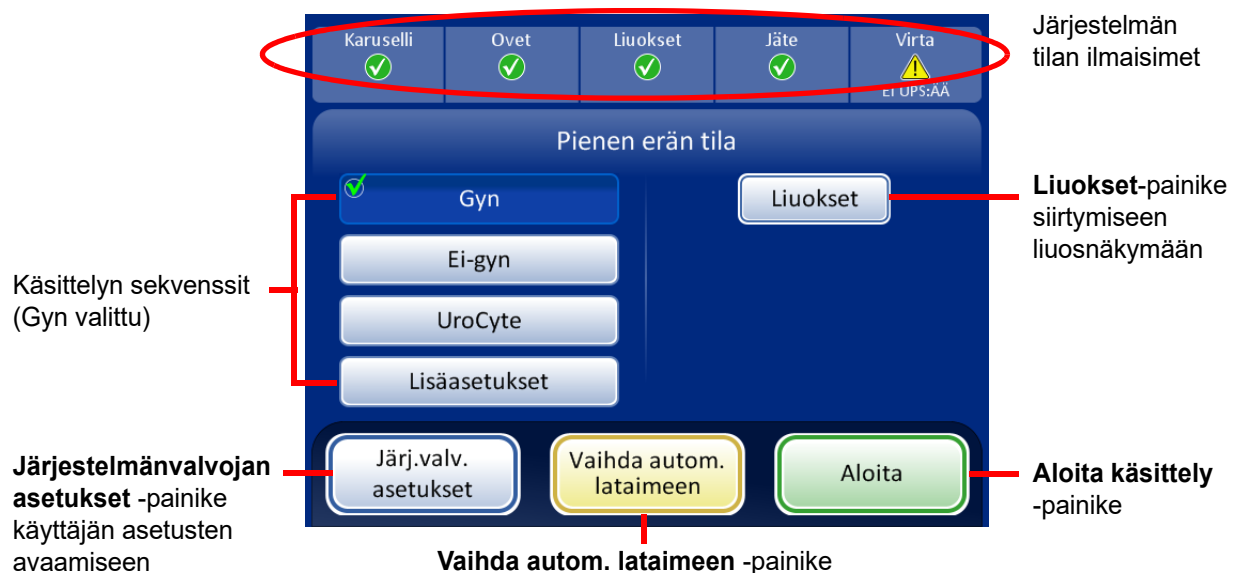 Karuselli
Ovet
Liuokset
Jäte
Virta
EI UPS:ÄÄ
Järjestelmän
tilan ilmaisimet
Pienen erän tila
Gyn
Ei-gyn
UroCyte
Lisäasetukset
Liuokset
Liuokset-painike
siirtymiseen
liuosnäkymään
Käsittelyn sekvenssit
(Gyn valittu)
Järj.valv.
asetukset
Vaihda autom.
lataimeen
Aloita
Järjestelmänvalvojan
asetukset -painike
käyttäjän asetusten
avaamiseen
Vaihda autom. lataimeen -painike
Aloita käsittely
-painike